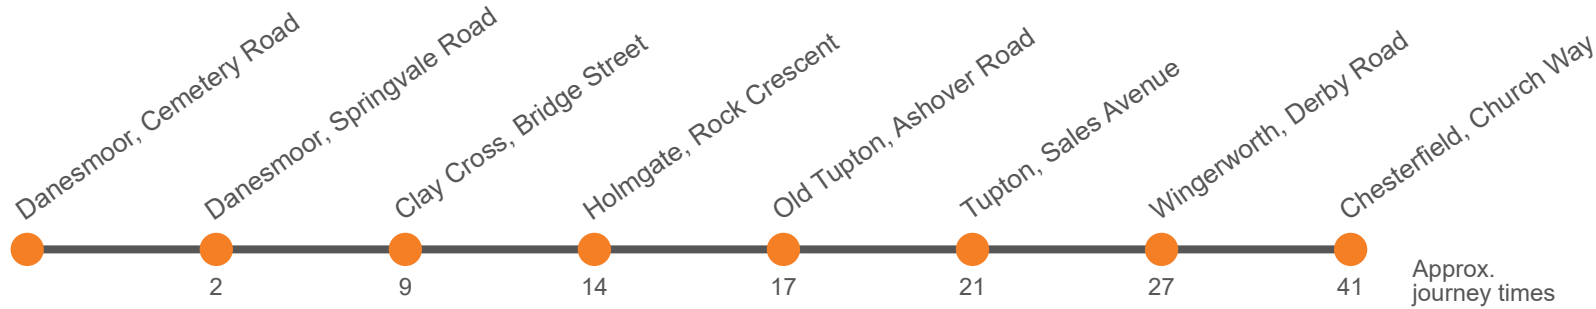 Danesmoor, Cemetery Road
Danesmoor, Springvale Road
Clay Cross, Bridge Street
Holmgate, Rock Crescent
Old Tupton, Ashover Road
Tupton, Sales Avenue
Wingerworth, Derby Road
Chesterfield, Church Way
2
9
14
17
21
27
41
Approx.
journey times